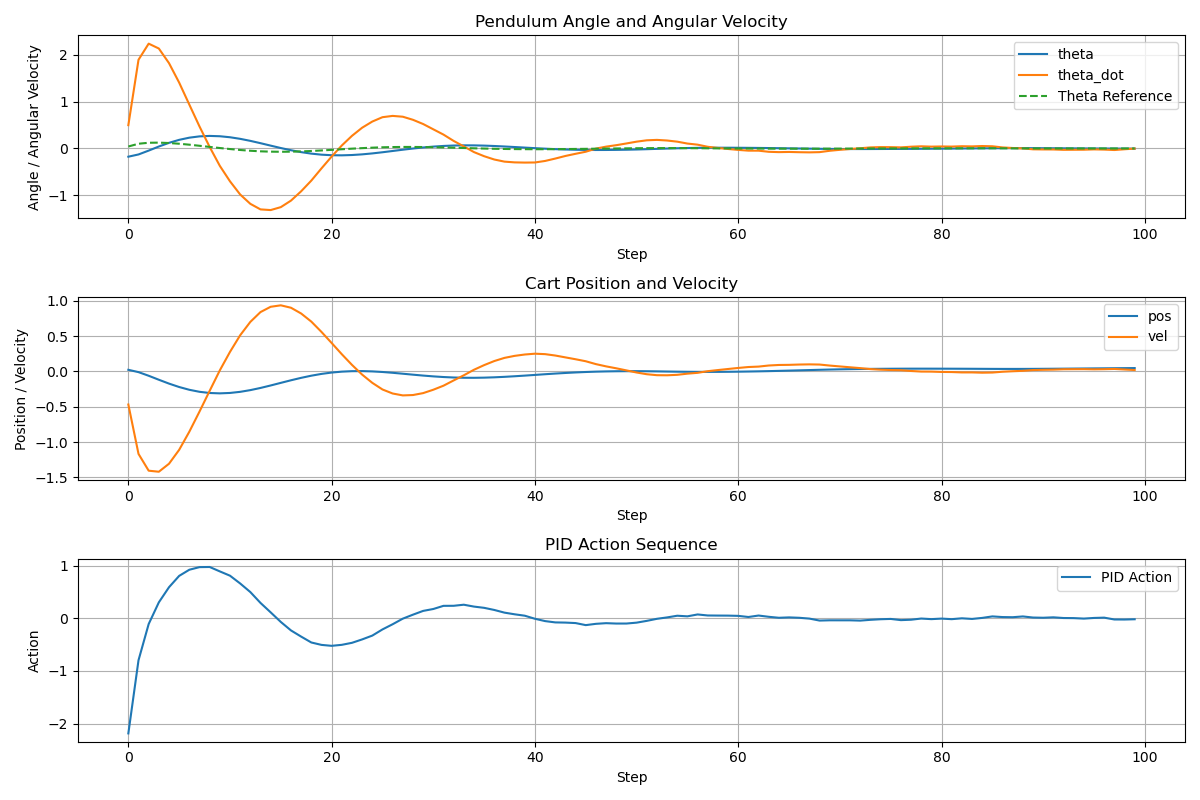 Pendulum Angle and Angular Velocity
Angle / Angular Velocity
2
1
0
−1
theta
theta_dot
Theta Reference
0 20 40 60 80 100
Step
Cart Position and Velocity
Position / Velocity
1.0
0.5
0.0
−0.5
−1.0
−1.5
pos
vel
0 20 40 60 80 100
Step
PID Action Sequence
Action
1
0
−1
−2
PID Action
0 20 40 60 80 100
Step